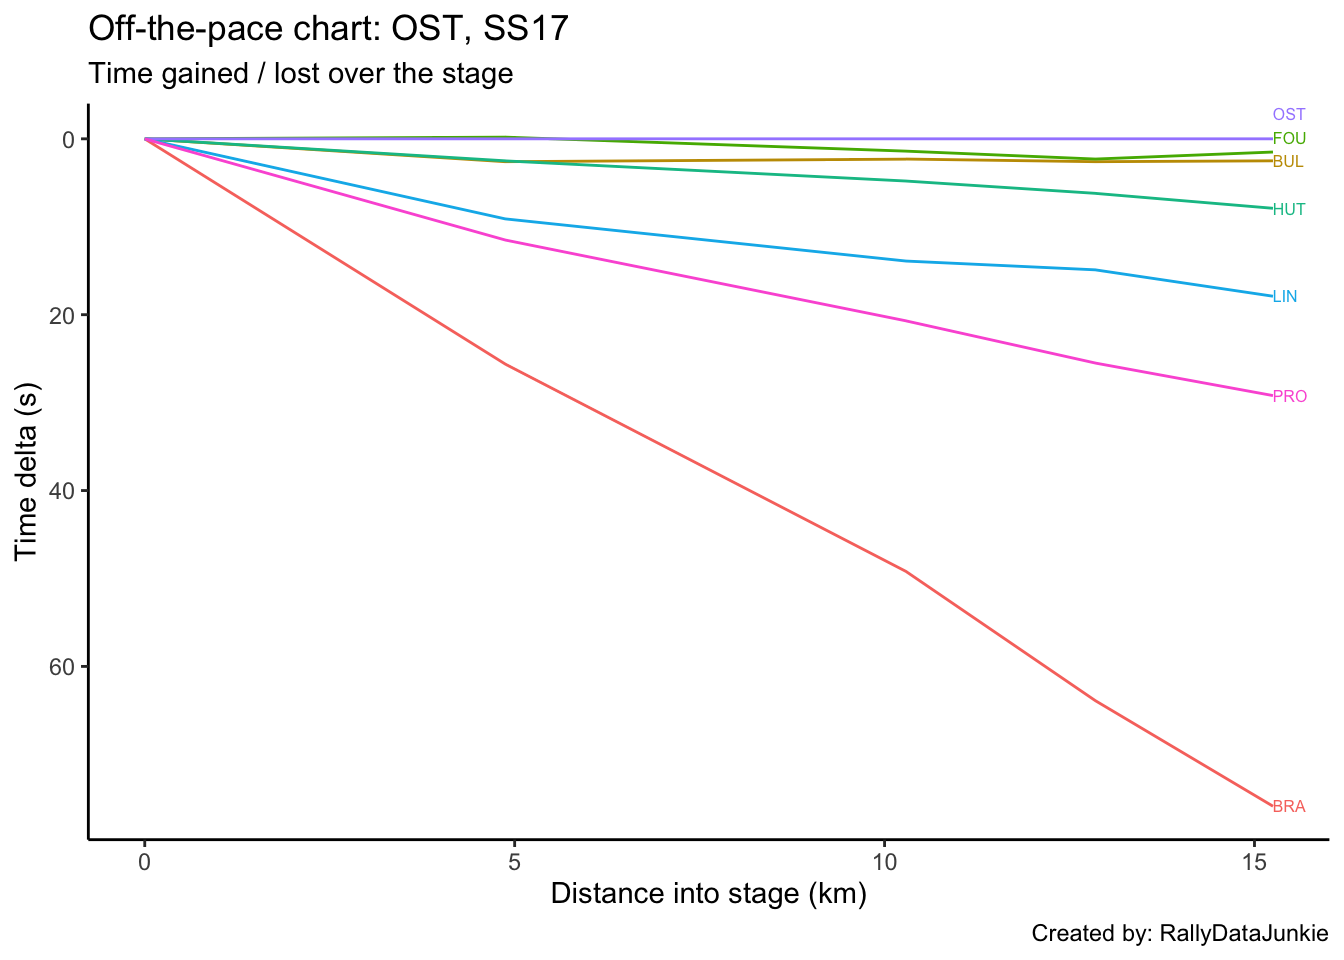 Off-the-pace chart: OST, SS17
Time gained / lost over the stage
OST
0
FOU
BUL
HUT
LIN
20
PRO
Time delta (s)
40
60
BRA
0 5 10 15
Distance into stage (km)
Created by: RallyDataJunkie